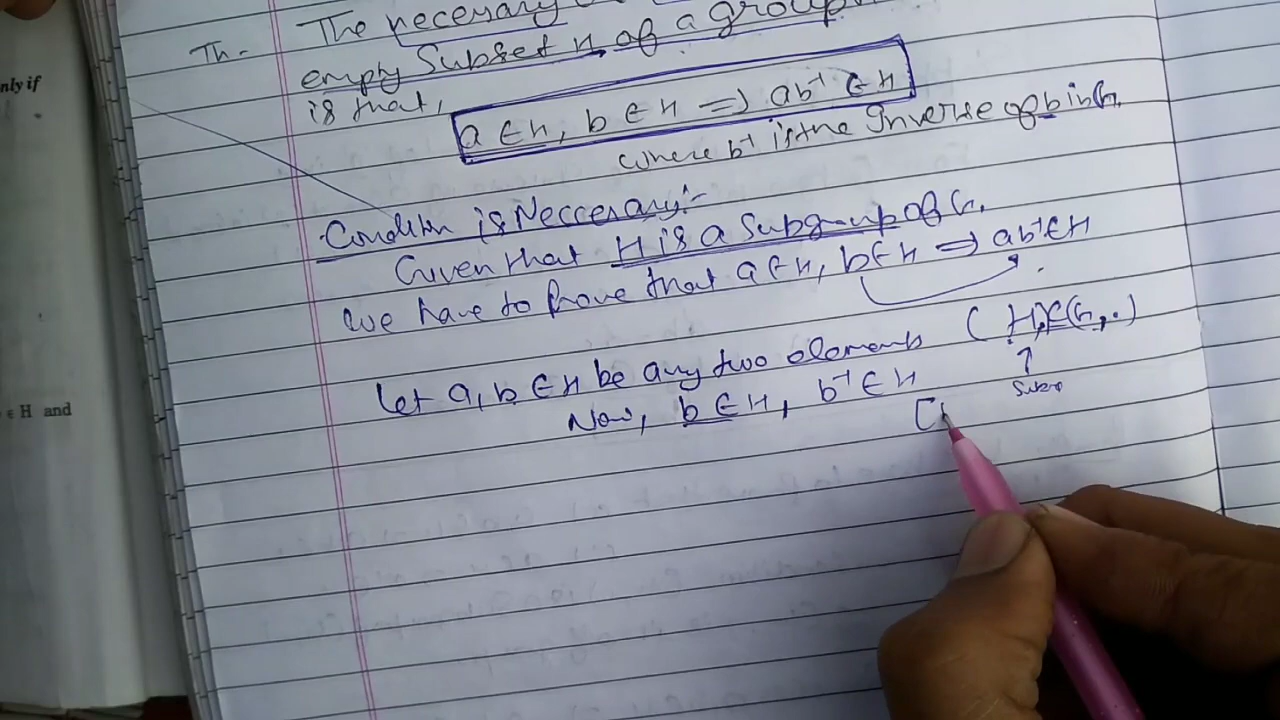 nly if
∈ H and
Th- The necessary
empty Subset H of a group
is that,
a ∈ H, b ∈ H ⇒ ab⁻¹ ∈ H
where b⁻¹ is the Inverse of b in G.
Condition is Neccesary:-
Given that H is a Subgroup of G.
we have to prove that a ∈ H, b ∈ H ⇒ ab⁻¹ ∈ H
Let a, b ∈ H be any two elements (H, ·) (G, ·)
Now, b ∈ H, b⁻¹ ∈ H
[